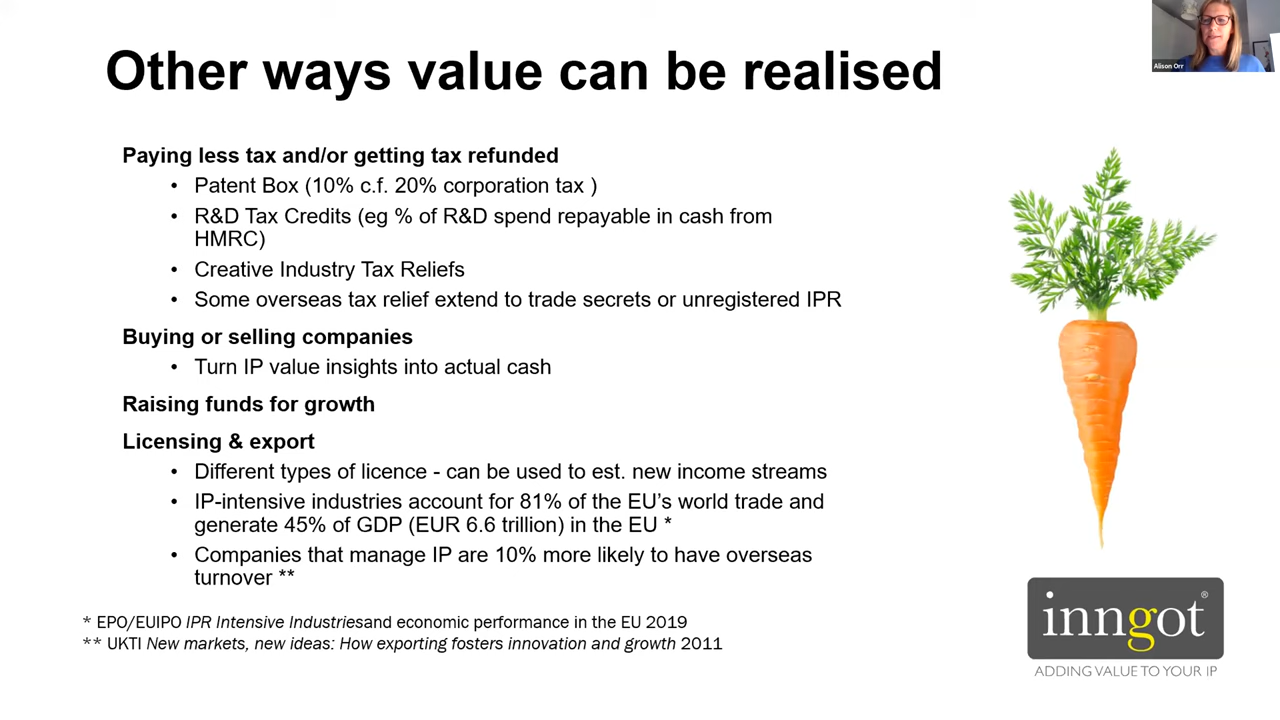 Other ways value can be realised
Alison Orr
Paying less tax and/or getting tax refunded
• Patent Box (10% c.f. 20% corporation tax )
• R&D Tax Credits (eg % of R&D spend repayable in cash from
HMRC)
• Creative Industry Tax Reliefs
• Some overseas tax relief extend to trade secrets or unregistered IPR
Buying or selling companies
• Turn IP value insights into actual cash
Raising funds for growth
Licensing & export
• Different types of licence - can be used to est. new income streams
• IP-intensive industries account for 81% of the EU’s world trade and
generate 45% of GDP (EUR 6.6 trillion) in the EU *
• Companies that manage IP are 10% more likely to have overseas
turnover **
* EPO/EUIPO IPR Intensive Industriesand economic performance in the EU 2019
** UKTI New markets, new ideas: How exporting fosters innovation and growth 2011
inngot®
ADDING VALUE TO YOUR IP